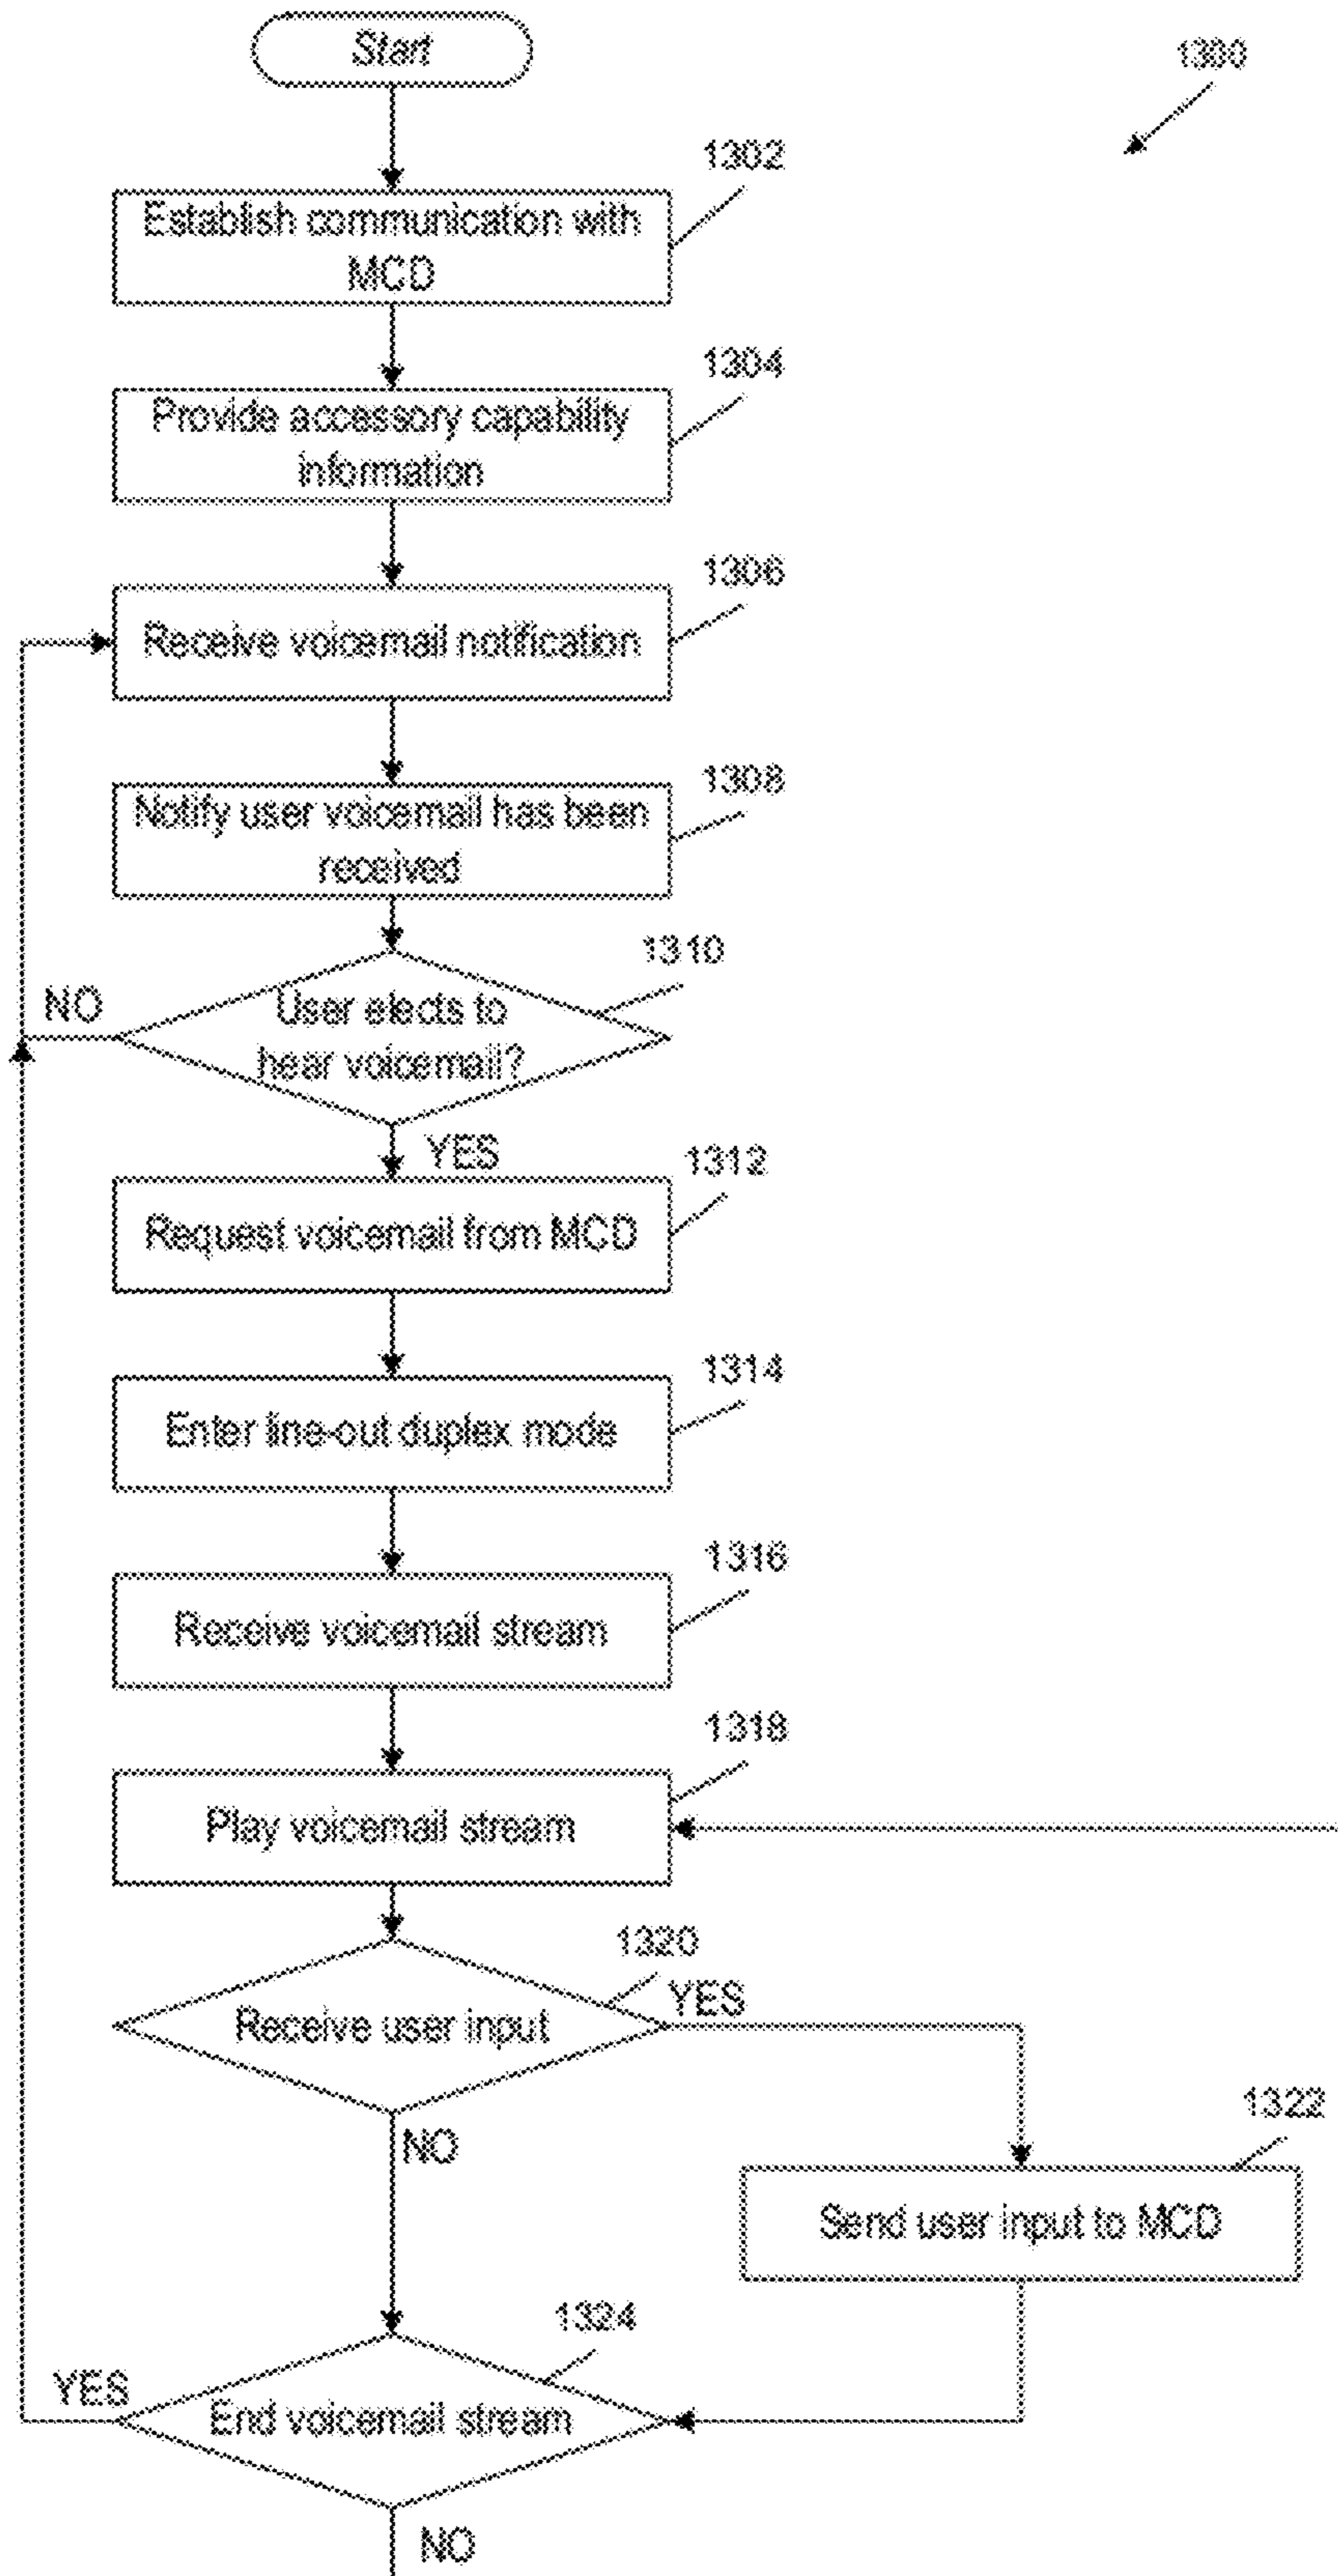 Start
1300
1302
Establish communication with
MCD
1304
Provide accessory capability
information
1306
Receive voicemail notification
1308
Notify user voicemail has been
received
1310
NO
User elects to
hear voicemail?
YES
1312
Request voicemail from MCD
1314
Enter line-out duplex mode
1316
Receive voicemail stream
1318
Play voicemail stream
1320
YES
Receive user input
NO
1322
Send user input to MCD
1324
YES
End voicemail stream
NO